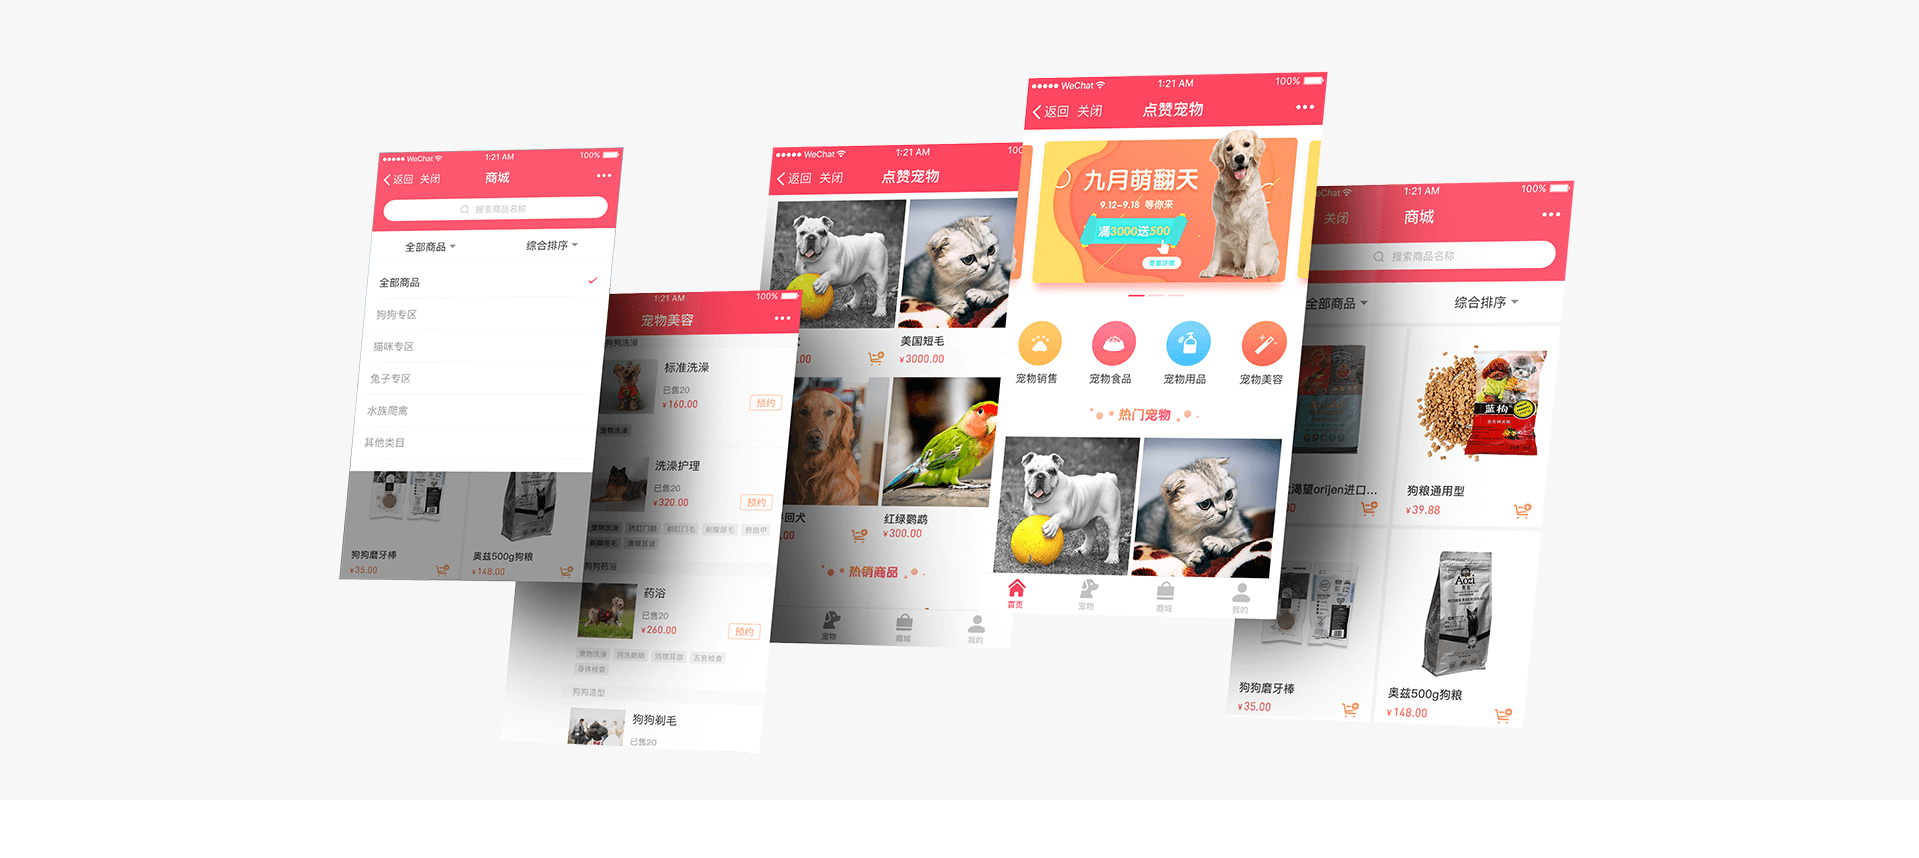 WeChat 1:21 AM 100%
返回 关闭 商城
搜索商品名称
全部商品 综合排序
全部商品
狗狗专区
猫咪专区
兔子专区
水族爬禽
其他类目
狗狗磨牙棒
¥35.00
奥兹500g狗粮
¥148.00
1:21 AM 100%
宠物美容
狗狗洗澡
标准洗澡
已售20
¥160.00 预约
宠物洗澡
洗澡护理
已售20
¥320.00 预约
宠物洗澡 挤肛门腺 剃肛门毛 剃腹部毛 剪指甲
剃脚底毛 清理耳道
狗狗药浴
药浴
已售20
¥260.00 预约
宠物洗澡 五官检查
身体检查
狗狗造型
狗狗剃毛
已售20
WeChat 1:21 AM 100
返回 关闭 点赞宠物
犬
.00
美国短毛
¥3000.00
回犬
.00
红绿鹦鹉
¥300.00
热销商品
宠物 商城 我的
WeChat 1:21 AM 100%
返回 关闭 点赞宠物
九月萌翻天
9.12-9.18 等你来
满3000送500
查看详情
宠物销售 宠物食品 宠物用品 宠物美容
热门宠物
首页 宠物 商城 我的
eChat 1:21 AM 100%
关闭 商城
搜索商品名称
全部商品 综合排序
渴望orijen进口...
0
蓝构
狗粮通用型
¥39.88
狗狗磨牙棒
¥35.00
Aozi
奥兹500g狗粮
¥148.00